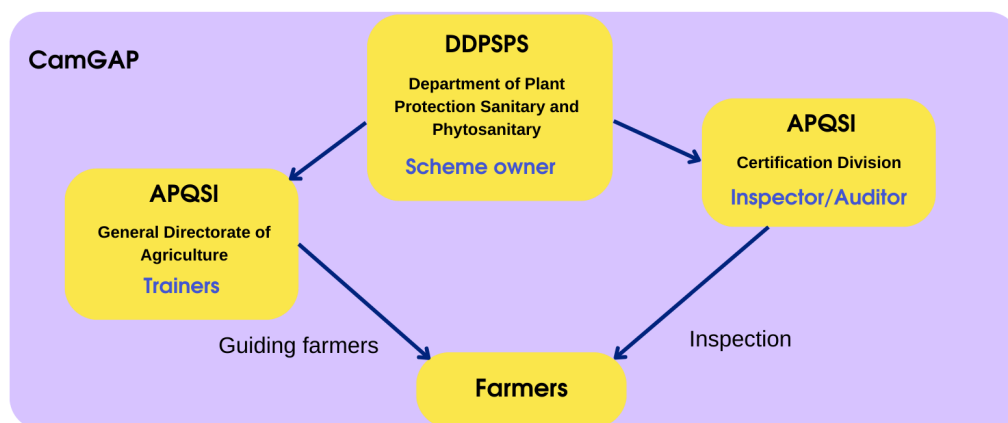 CamGAP
DDPSPS
Department of Plant
Protection Sanitary and
Phytosanitary
Scheme owner
APQSI
Certification Division
Inspector/Auditor
APQSI
General Directorate of
Agriculture
Trainers
Guiding farmers
Inspection
Farmers